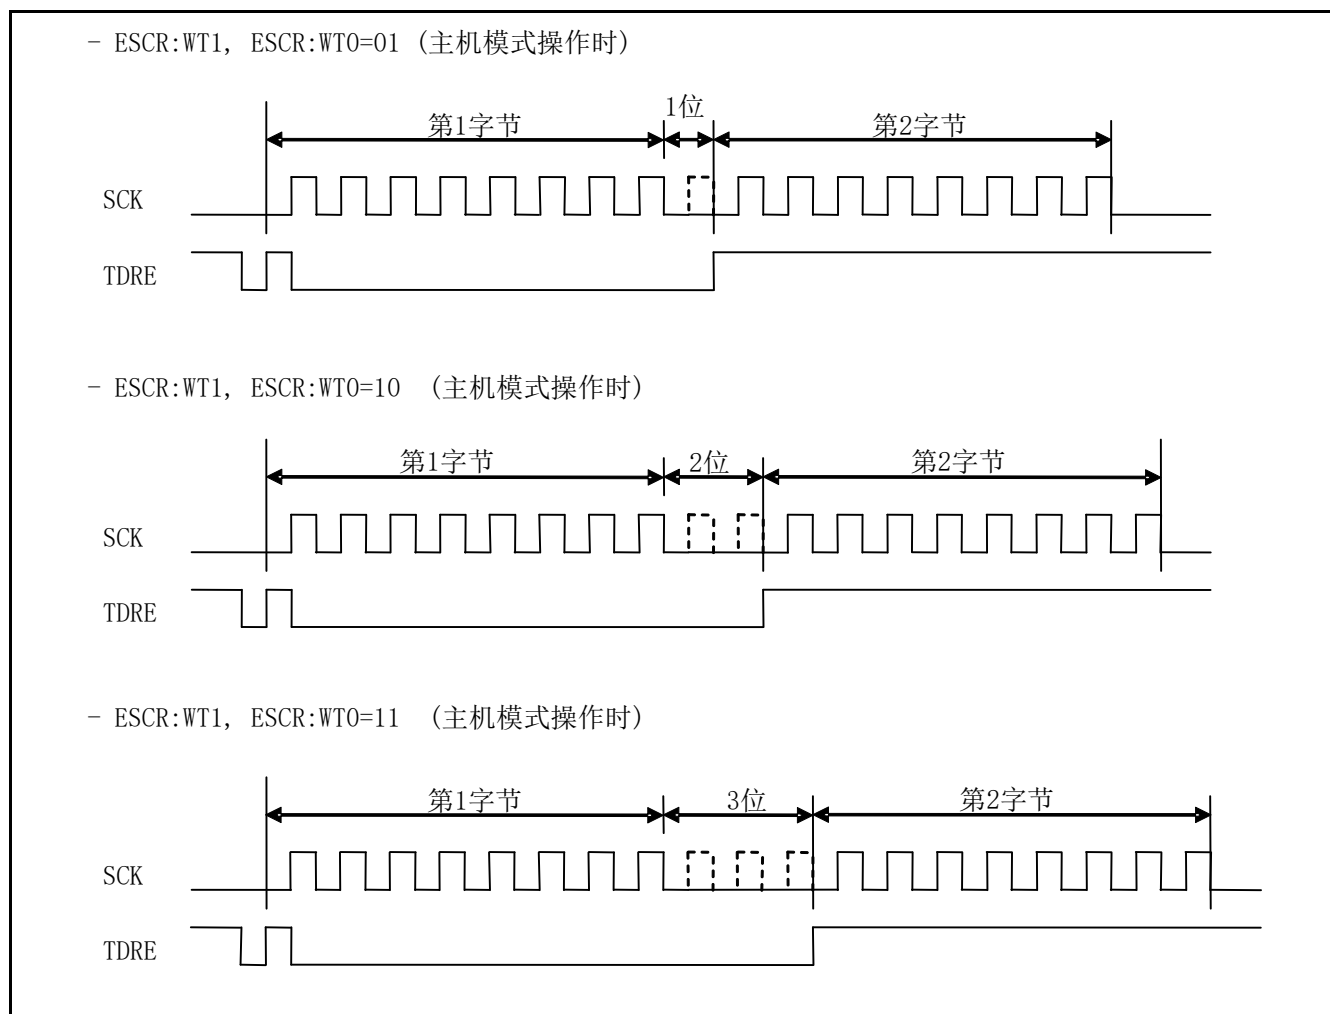 - ESCR:WT1, ESCR:WT0=01 (主机模式操作时)
1位
第1字节 第2字节
SCK
TDRE
- ESCR:WT1, ESCR:WT0=10 (主机模式操作时)
第1字节 2位 第2字节
SCK
TDRE
- ESCR:WT1, ESCR:WT0=11 (主机模式操作时)
第1字节 3位 第2字节
SCK
TDRE